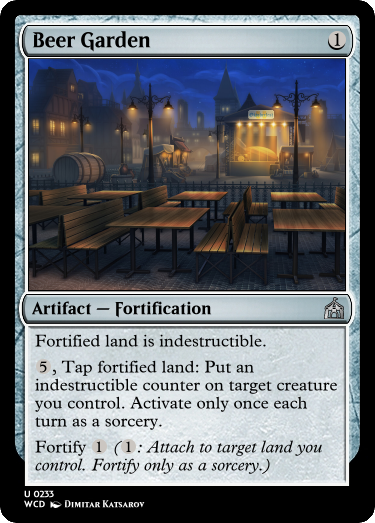 Beer Garden 1
Artifact — Fortification
Fortified land is indestructible.
5, Tap fortified land: Put an
indestructible counter on target creature
you control. Activate only once each
turn as a sorcery.
Fortify 1 (1: Attach to target land you
control. Fortify only as a sorcery.)
U 0233
WCD DIMITAR KATSAROV